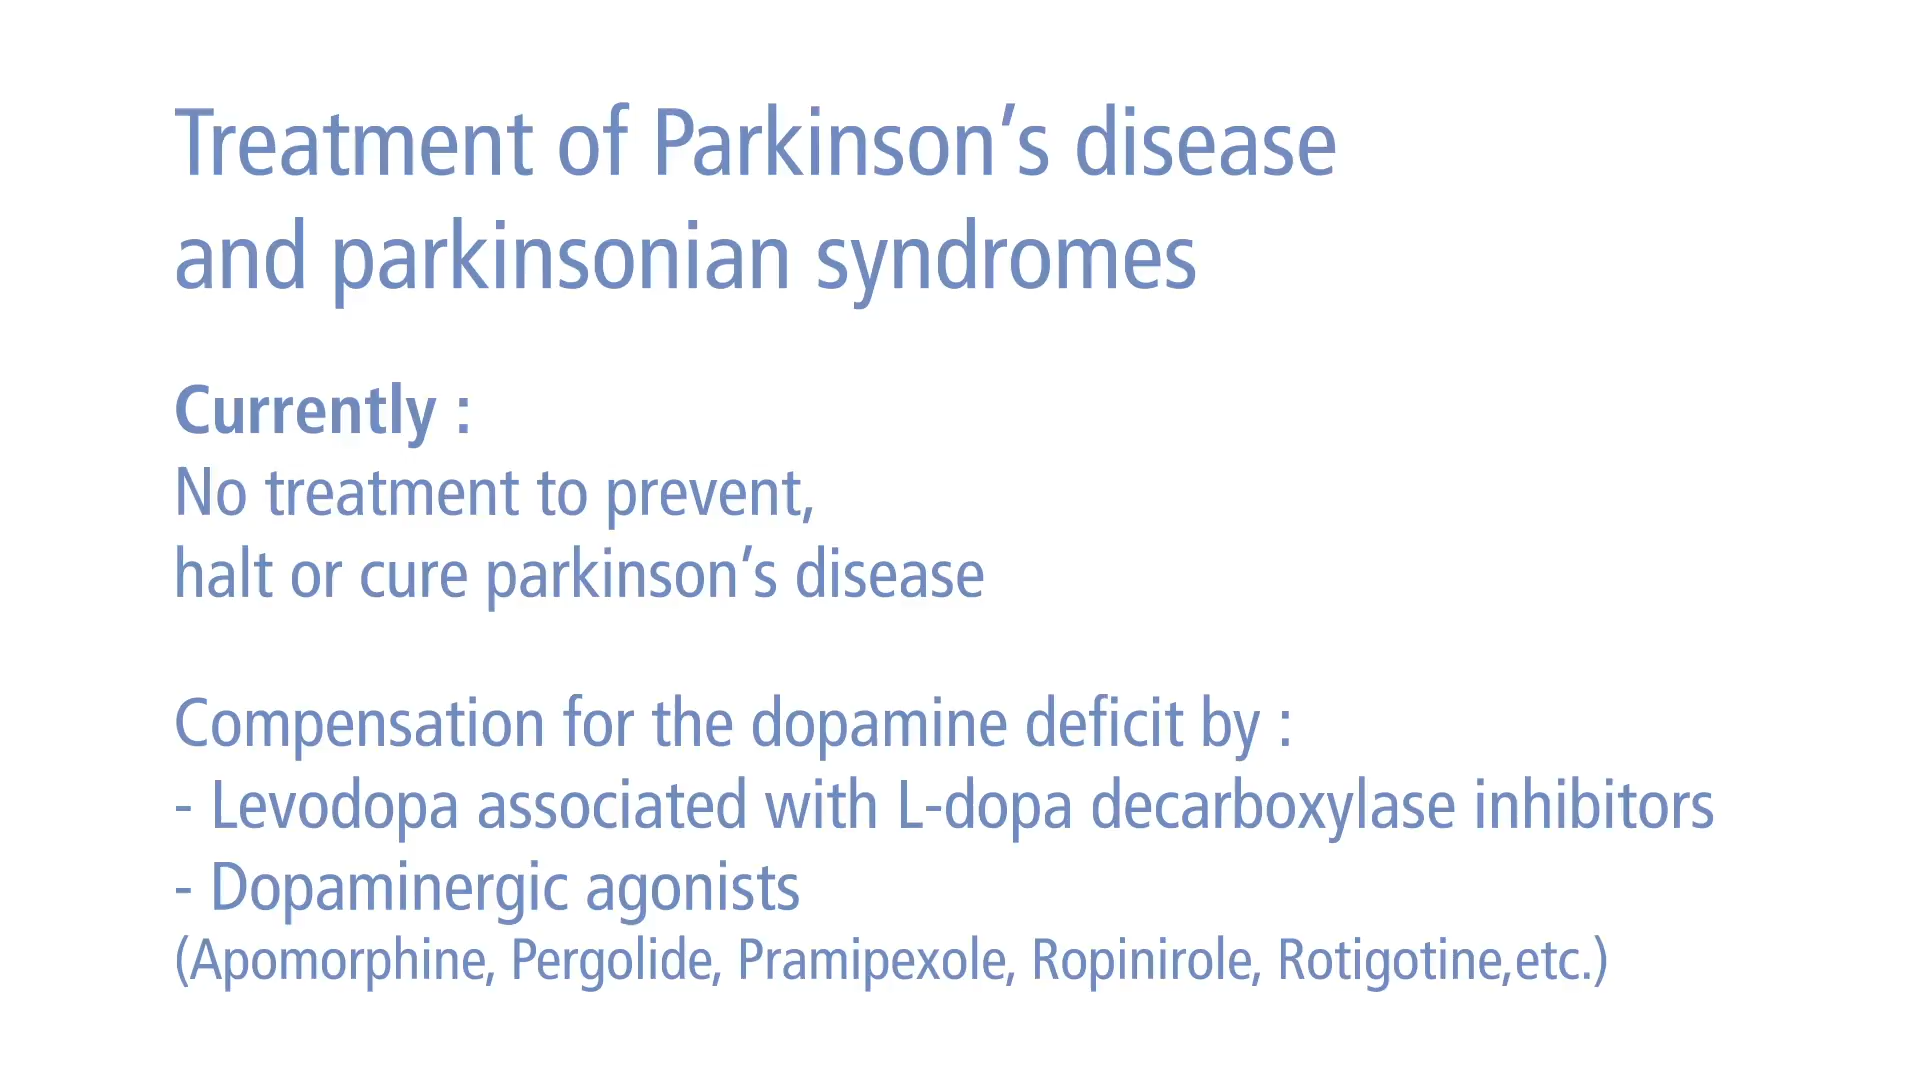 Treatment of Parkinson’s disease
and parkinsonian syndromes
Currently :
No treatment to prevent,
halt or cure parkinson’s disease
Compensation for the dopamine deficit by :
- Levodopa associated with L-dopa decarboxylase inhibitors
- Dopaminergic agonists
(Apomorphine, Pergolide, Pramipexole, Ropinirole, Rotigotine,etc.)